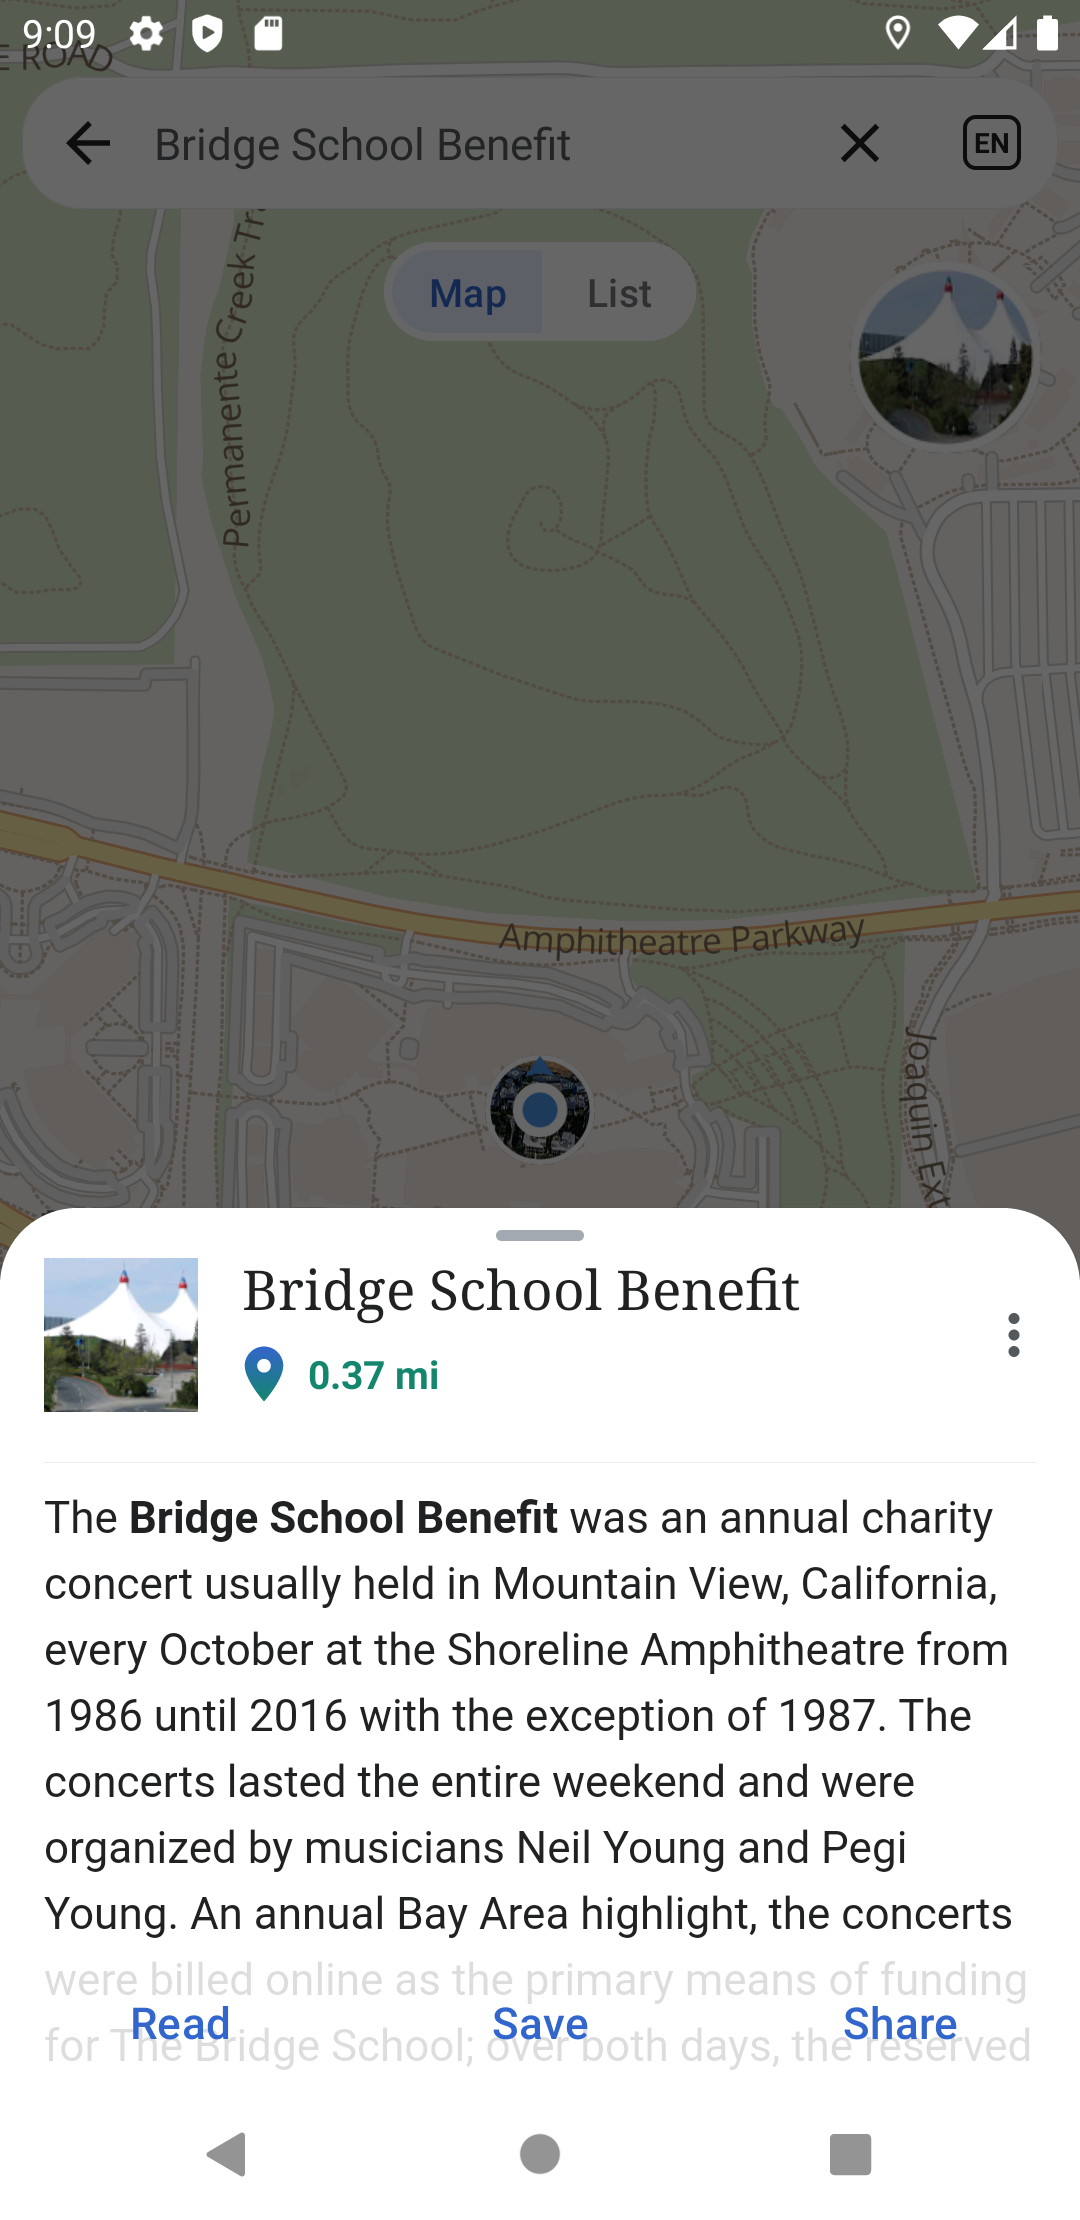 9:09
E ROAD
Bridge School Benefit
EN
Map
List
Permanente Creek Tr
Amphitheatre Parkway
Joaquin Ext
Bridge School Benefit
0.37 mi
The Bridge School Benefit was an annual charity
concert usually held in Mountain View, California,
every October at the Shoreline Amphitheatre from
1986 until 2016 with the exception of 1987. The
concerts lasted the entire weekend and were
organized by musicians Neil Young and Pegi
Young. An annual Bay Area highlight, the concerts
were billed online as the primary means of funding
for The Bridge School; over both days, the reserved
Read
Save
Share